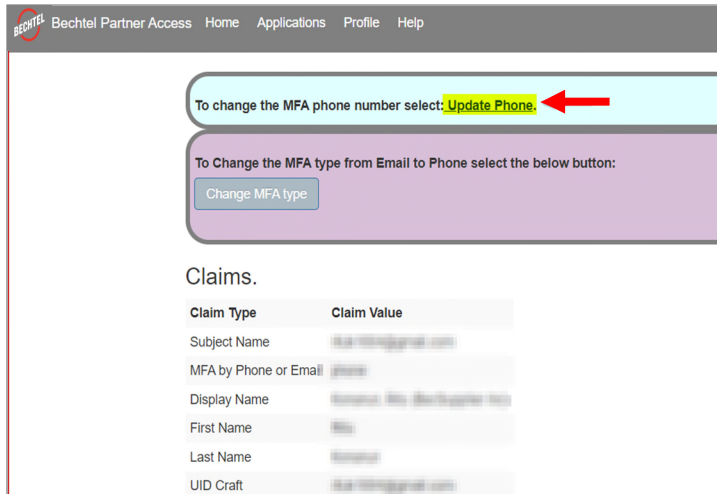 BECHTEL Bechtel Partner Access Home Applications Profile Help
To change the MFA phone number select: Update Phone.
To Change the MFA type from Email to Phone select the below button:
Change MFA type
Claims.
Claim Type Claim Value
Subject Name
MFA by Phone or Email
Display Name
First Name
Last Name
UID Craft